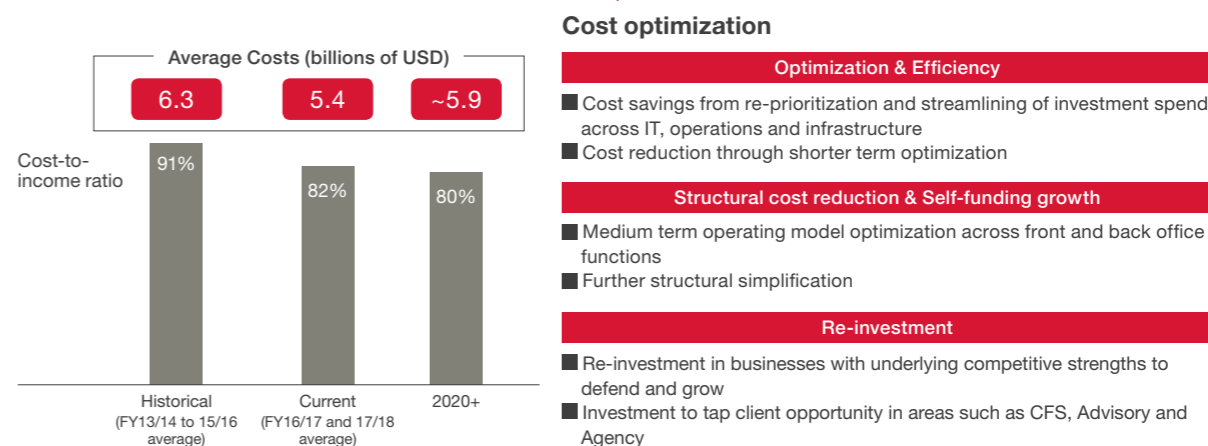 Average Costs (billions of USD)
6.3
5.4
~5.9
Cost-to-
income ratio
91%
82%
80%
Historical
(FY13/14 to 15/16
average)
Current
(FY16/17 and 17/18
average)
2020+
Cost optimization
Optimization & Efficiency
Cost savings from re-prioritization and streamlining of investment spend
across IT, operations and infrastructure
Cost reduction through shorter term optimization
Structural cost reduction & Self-funding growth
Medium term operating model optimization across front and back office
functions
Further structural simplification
Re-investment
Re-investment in businesses with underlying competitive strengths to
defend and grow
Investment to tap client opportunity in areas such as CFS, Advisory and
Agency